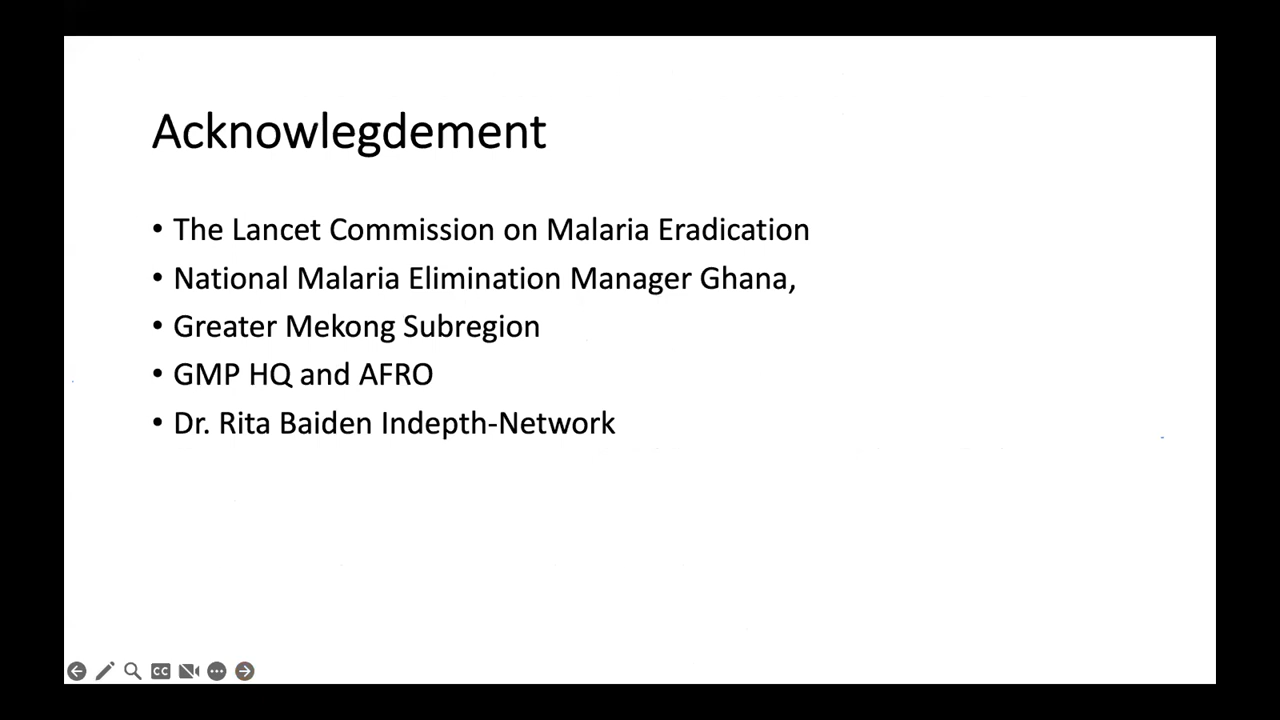 Acknowlegdement
• The Lancet Commission on Malaria Eradication
• National Malaria Elimination Manager Ghana,
• Greater Mekong Subregion
• GMP HQ and AFRO
• Dr. Rita Baiden Indepth-Network
CC